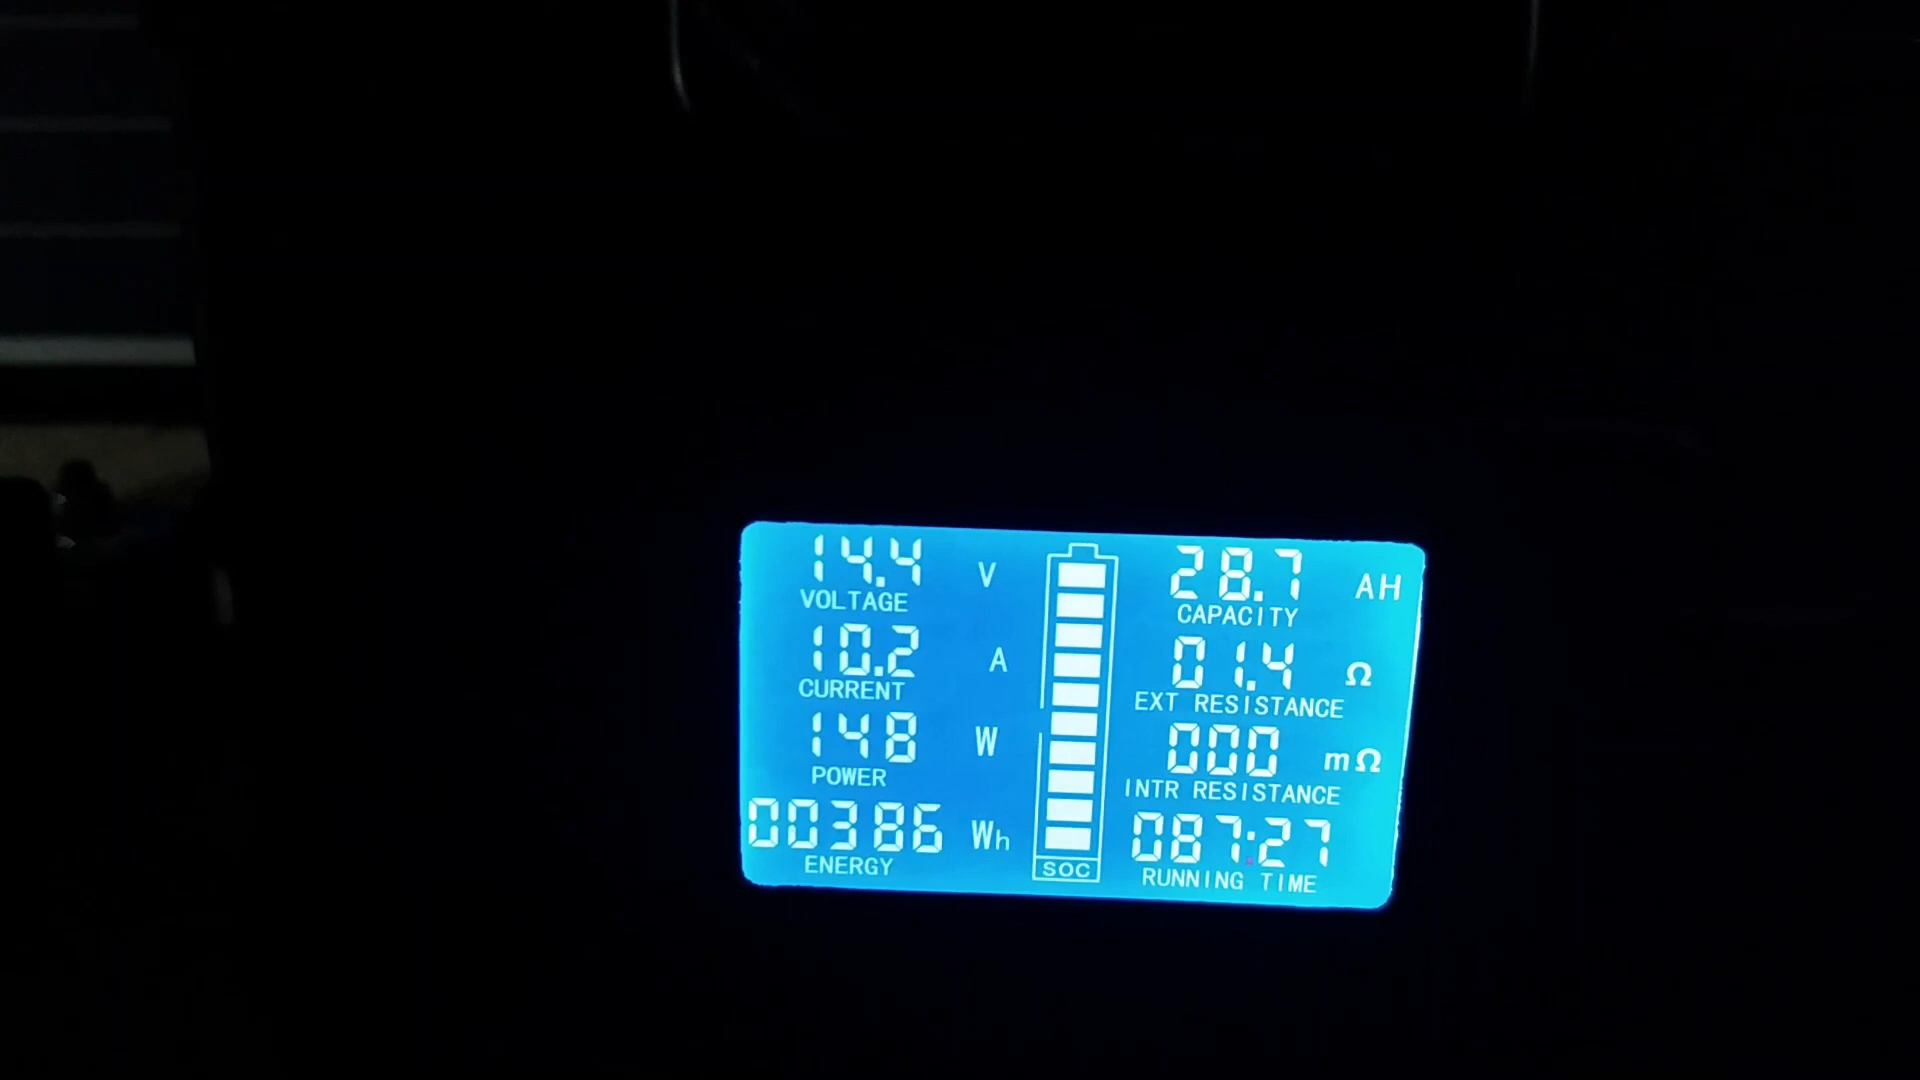 14.4 V
VOLTAGE
10.2 A
CURRENT
148 W
POWER
00386 Wh
ENERGY
SOC
28.7 AH
CAPACITY
01.4 Ω
EXT RESISTANCE
000 mΩ
INTR RESISTANCE
087:27
RUNNING TIME